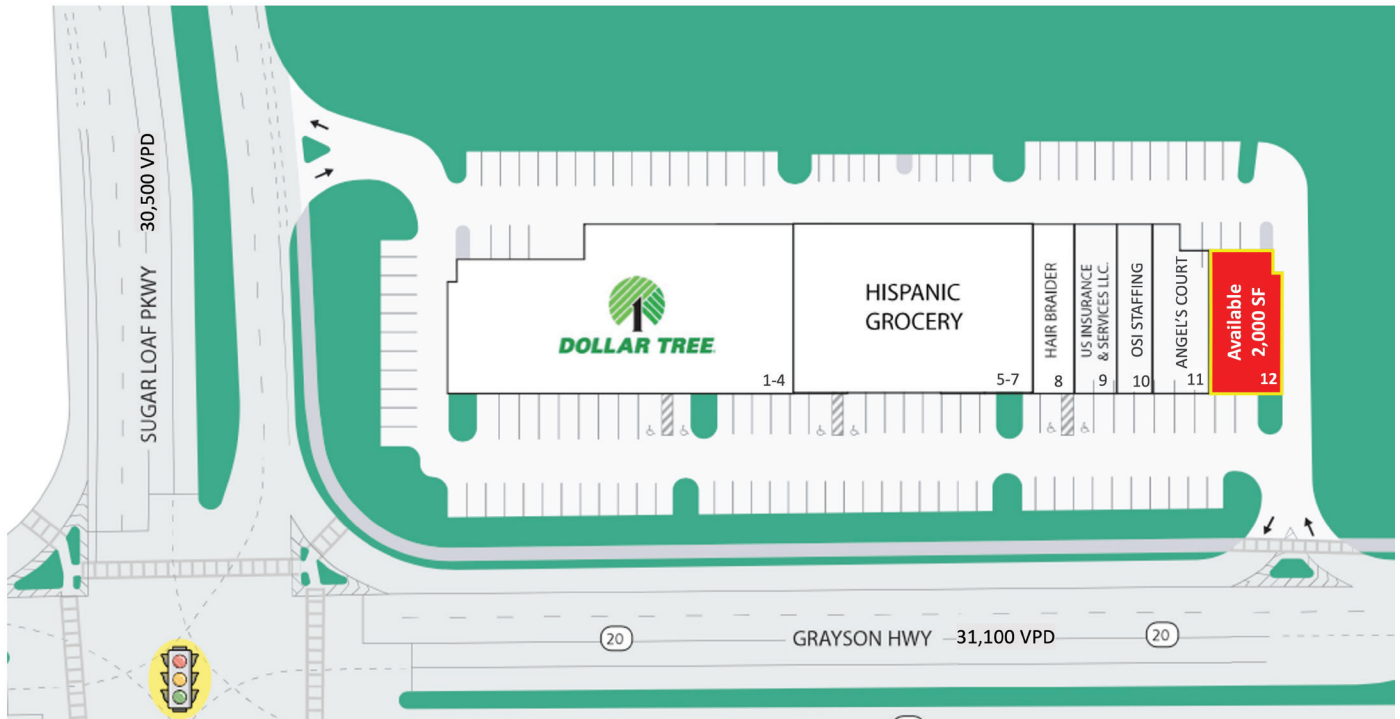 30,500 VPD
SUGAR LOAF PKWY
DOLLAR TREE
1-4
HISPANIC
GROCERY
5-7
HAIR BRAIDER
8
US INSURANCE
& SERVICES LLC.
9
OSI STAFFING
10
ANGEL'S COURT
11
Available
2,000 SF
12
20
GRAYSON HWY
31,100 VPD
20